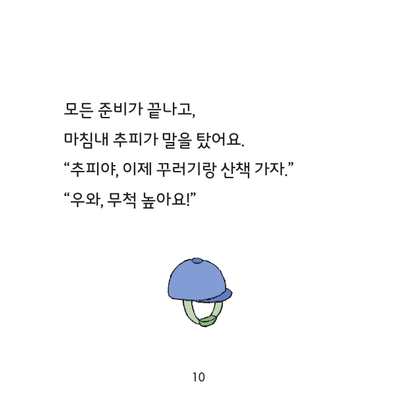 모든 준비가 끝나고,
마침내 추피가 말을 탔어요.
“추피야, 이제 꾸러기랑 산책 가자.”
“우와, 무척 높아요!”
10